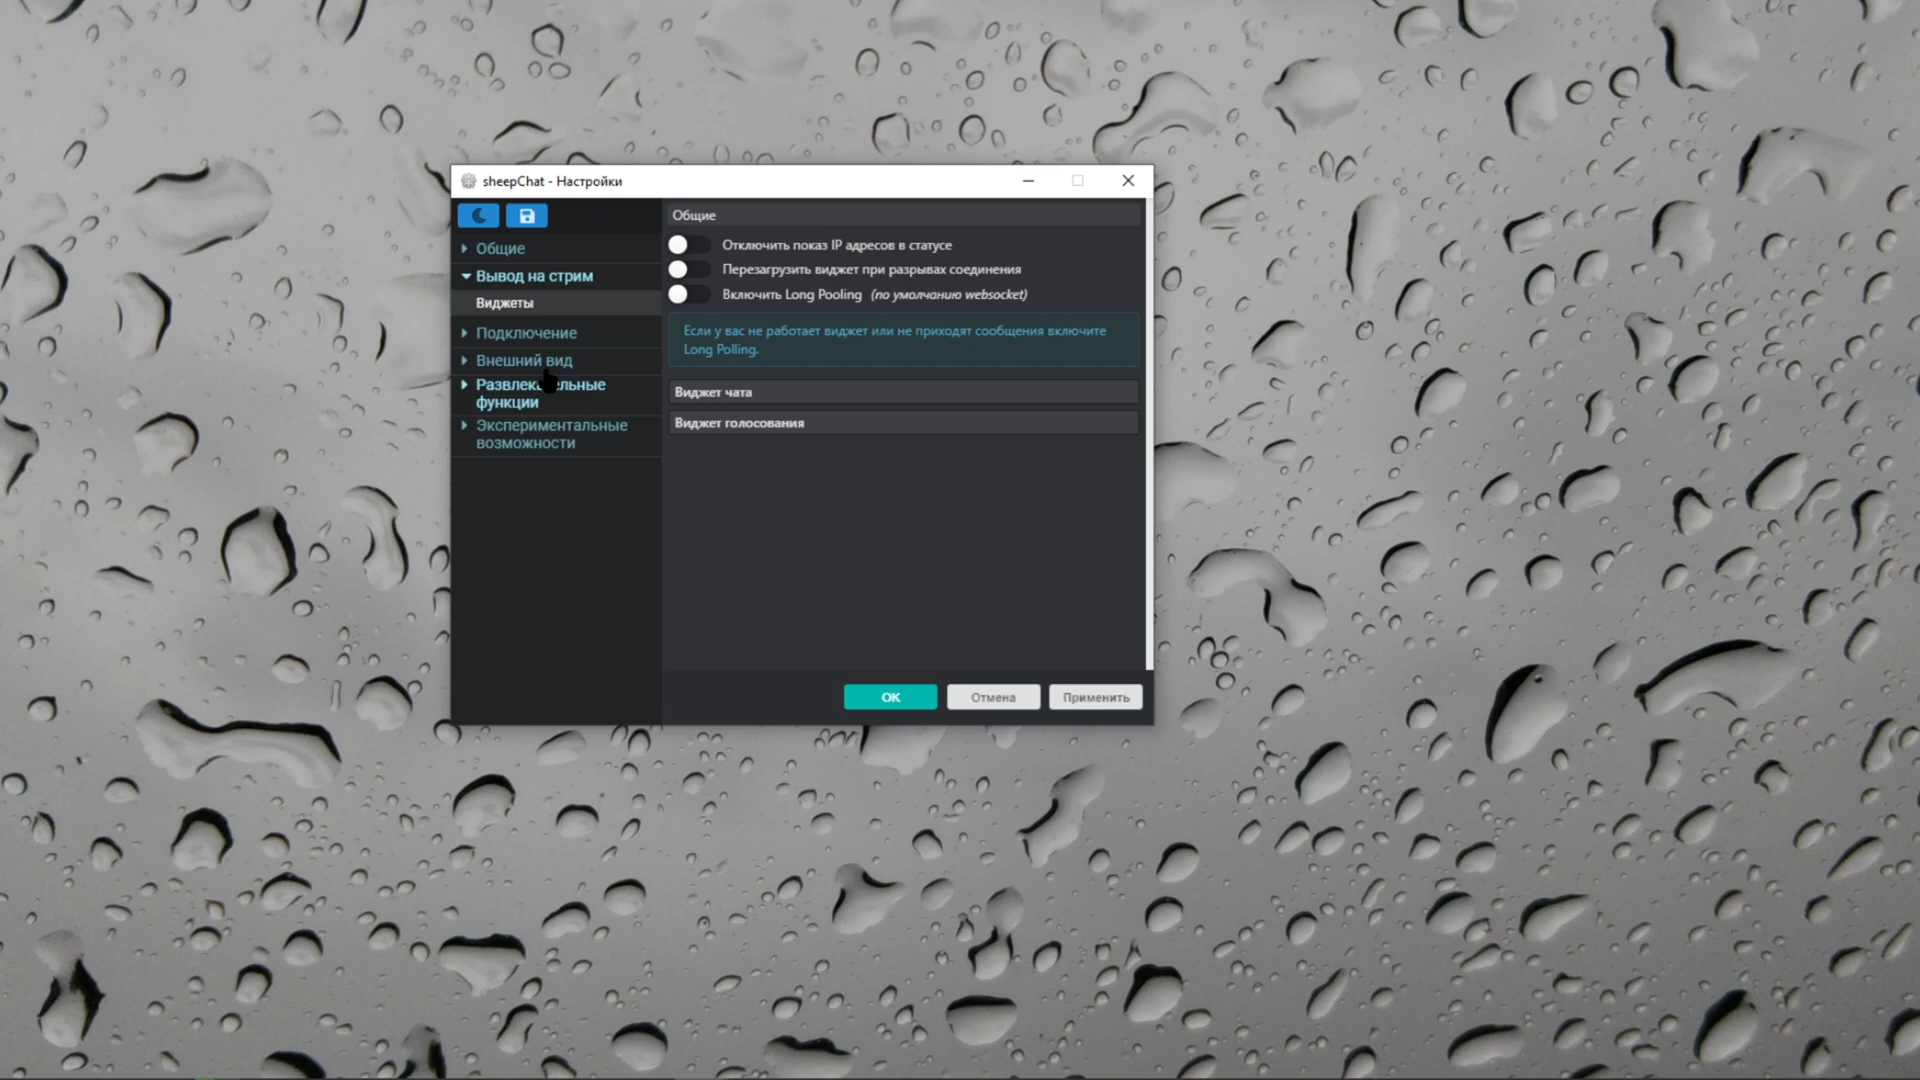 sheepChat - Настройки
Общие
Вывод на стрим
Виджеты
Подключение
Внешний вид
Развлекательные
функции
Экспериментальные
возможности
Общие
Отключить показ IP адресов в статусе
Перезагрузить виджет при разрывах соединения
Включить Long Pooling (по умолчанию websocket)
Если у вас не работает виджет или не приходят сообщения включите
Long Polling.
Виджет чата
Виджет голосования
OK
Отмена
Применить